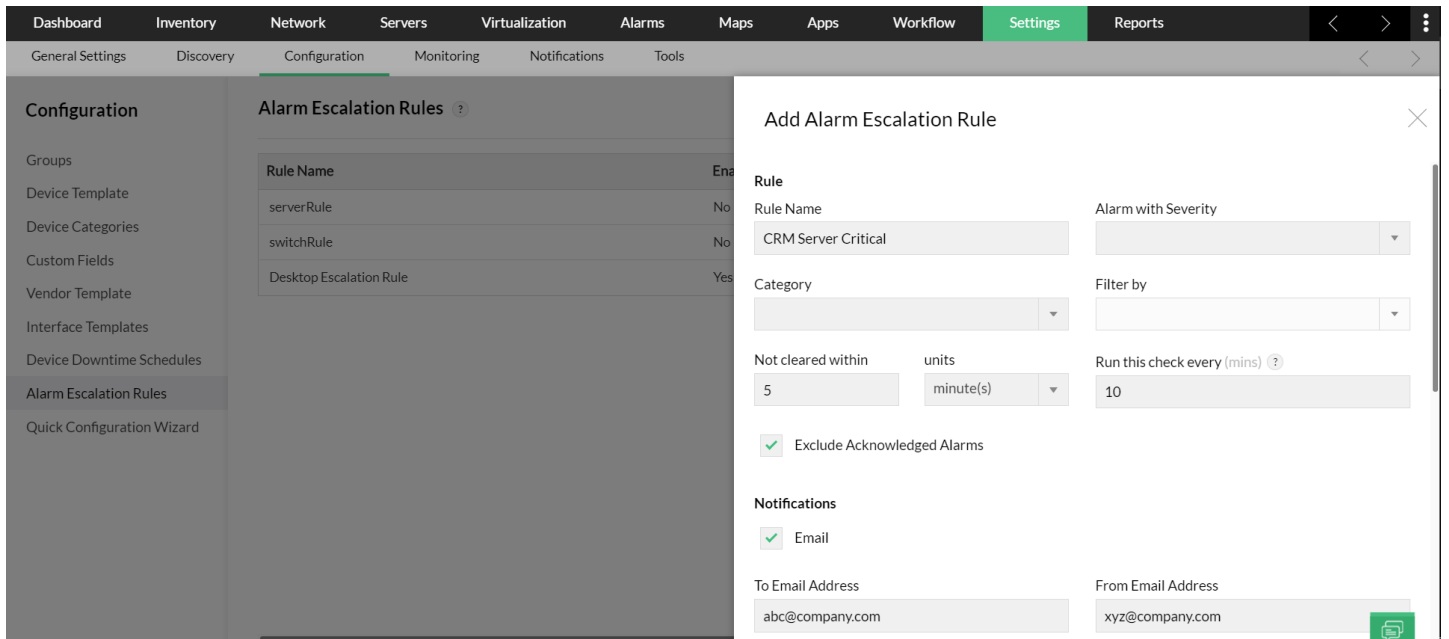 Dashboard Inventory Network Servers Virtualization Alarms Maps Apps Workflow Settings Reports
General Settings Discovery Configuration Monitoring Notifications Tools
Configuration
Groups
Device Template
Device Categories
Custom Fields
Vendor Template
Interface Templates
Device Downtime Schedules
Alarm Escalation Rules
Quick Configuration Wizard
Alarm Escalation Rules ?
Rule Name Ena
serverRule No
switchRule No
Desktop Escalation Rule Yes
Add Alarm Escalation Rule
Rule
Rule Name Alarm with Severity
CRM Server Critical
Category Filter by
Not cleared within units Run this check every (mins) ?
5 minute(s) 10
Exclude Acknowledged Alarms
Notifications
Email
To Email Address From Email Address
abc@company.com xyz@company.com